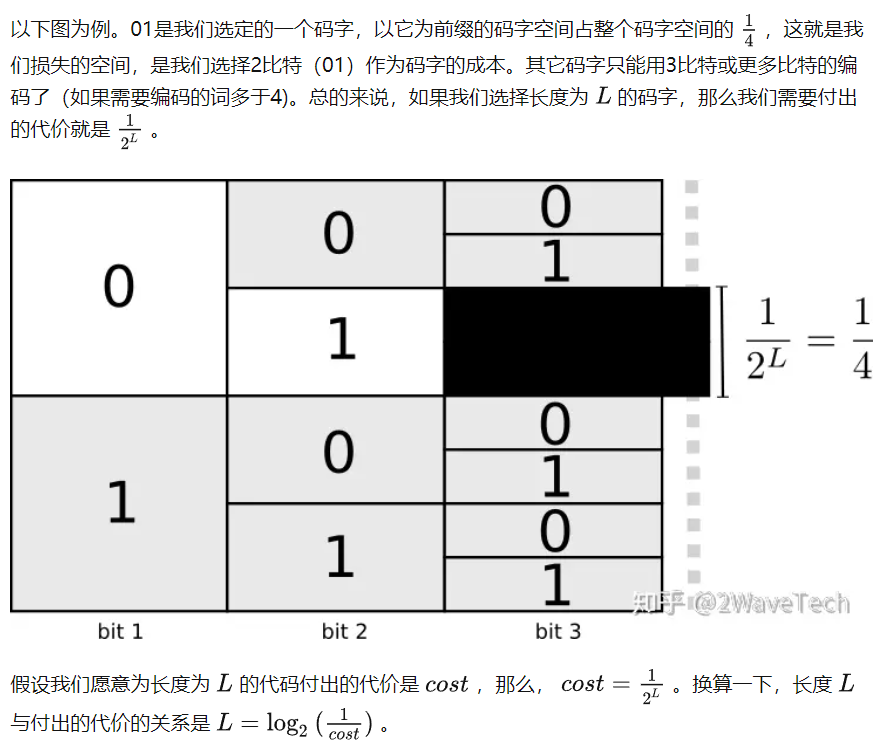 以下图为例。01是我们选定的一个码字，以它为前缀的码字空间占整个码字空间的 1/4 ，这就是我
们损失的空间，是我们选择2比特（01）作为码字的成本。其它码字只能用3比特或更多比特的编
码了（如果需要编码的词多于4)。总的来说，如果我们选择长度为 L 的码字，那么我们需要付出
的代价就是 1/2^L 。
0
0
0
1
1
1/2^L = 1/4
1
0
0
1
1
0
1
知乎 @2WaveTech
bit 1 bit 2 bit 3
假设我们愿意为长度为 L 的代码付出的代价是 cost ，那么， cost = 1/2^L 。换算一下，长度 L
与付出的代价的关系是 L = log₂ (1/cost) 。